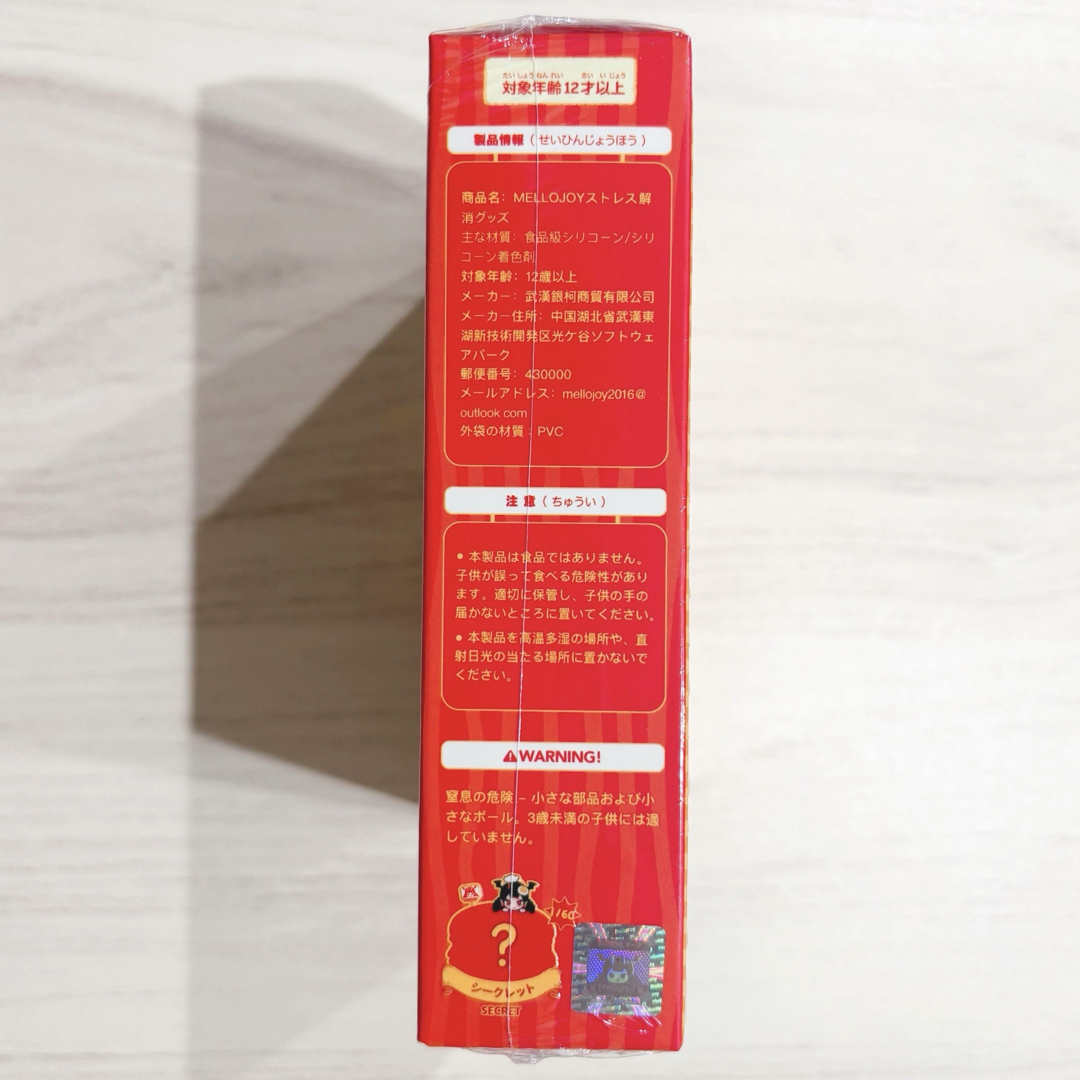 たいしょうねんれい さいいじょう
対象年齢12才以上
製品情報（せいひんじょうほう）
商品名：MELLOJOYストレス解
消グッズ
主な材質：食品級シリコーン/シリ
コーン着色剤
対象年齢：12歳以上
メーカー：武漢銀柯商貿有限公司
メーカー住所：中国湖北省武漢東
湖新技術開発区光ケ谷ソフトウェ
アパーク
郵便番号：430000
メールアドレス：mellojoy2016@
outlook com
外袋の材質：PVC
注意（ちゅうい）
● 本製品は食品ではありません。
子供が誤って食べる危険性があり
ます。適切に保管し、子供の手の
届かないところに置いてください。
● 本製品を高温多湿の場所や、直
射日光の当たる場所に置かないで
ください。
WARNING!
窒息の危険 – 小さな部品および小
さなボール。3歳未満の子供には適
していません。
1/60
?
シークレット
SECRET